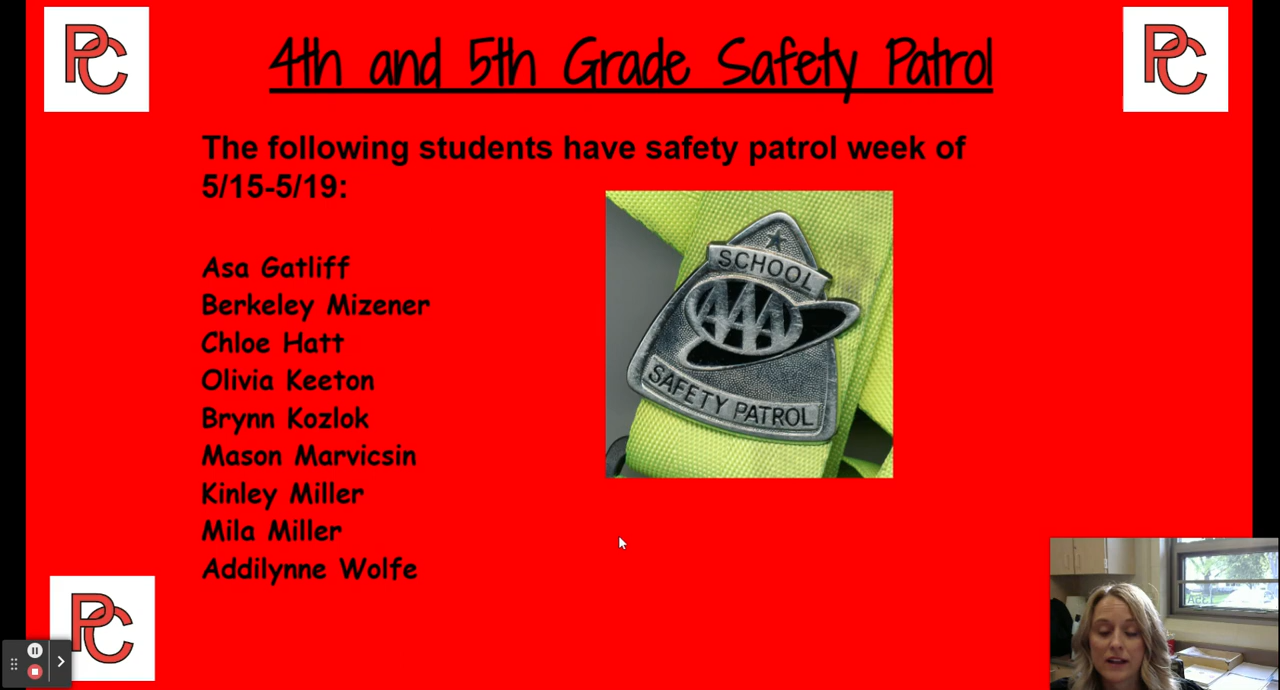 PC
PC
4th and 5th Grade Safety Patrol
The following students have safety patrol week of
5/15-5/19:
Asa Gatliff
Berkeley Mizener
Chloe Hatt
Olivia Keeton
Brynn Kozlok
Mason Marvicsin
Kinley Miller
Mila Miller
Addilynne Wolfe
SCHOOL
AAA
SAFETY PATROL
PC